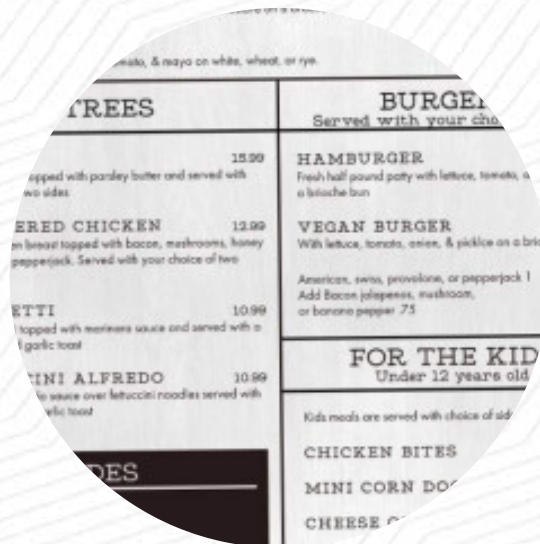 & mayo on white, wheat, or rye.
TREES
15.99
opped with parsley butter and served with
two sides
ERED CHICKEN 12.99
breast topped with bacon, mushrooms, honey
pepperjack. Served with your choice of two
ETTI 10.99
topped with marinara sauce and served with a
garlic toast
INI ALFREDO 10.99
sauce over fettuccini noodles served with
garlic toast
DES
BURGE
Served with your cho
HAMBURGER
Fresh half pound patty with lettuce, tomato,
a brioche bun
VEGAN BURGER
With lettuce, tomato, onion, & pickles on a brio
American, swiss, provolone, or pepperjack 1
Add Bacon jalapenos, mushroom,
or banana pepper .75
FOR THE KID
Under 12 years old
Kids meals are served with choice of sid
CHICKEN BITES
MINI CORN DO
CHEESE